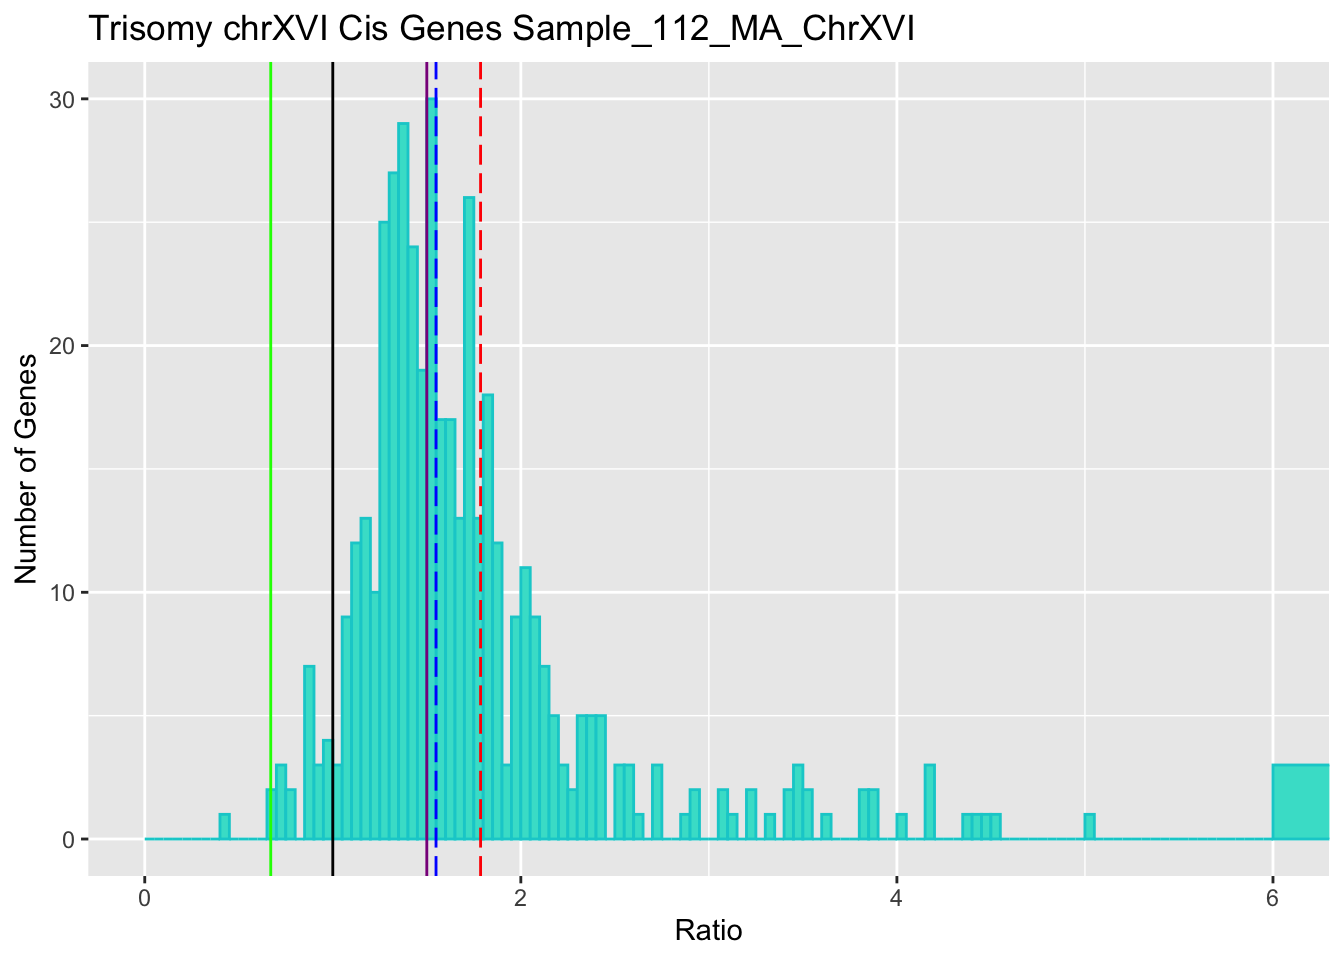 Trisomy chrXVI Cis Genes Sample_112_MA_ChrXVI
Number of Genes
30
20
10
0
0 2 4 6
Ratio